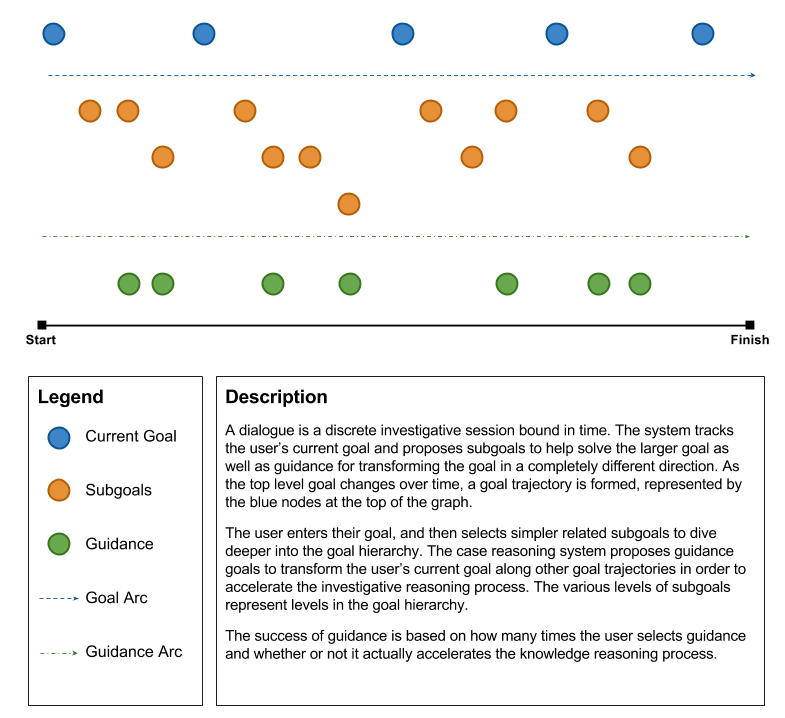 Start
Finish
Legend
Current Goal
Subgoals
Guidance
Goal Arc
Guidance Arc
Description
A dialogue is a discrete investigative session bound in time. The system tracks
the user's current goal and proposes subgoals to help solve the larger goal as
well as guidance for transforming the goal in a completely different direction. As
the top level goal changes over time, a goal trajectory is formed, represented by
the blue nodes at the top of the graph.
The user enters their goal, and then selects simpler related subgoals to dive
deeper into the goal hierarchy. The case reasoning system proposes guidance
goals to transform the user's current goal along other goal trajectories in order to
accelerate the investigative reasoning process. The various levels of subgoals
represent levels in the goal hierarchy.
The success of guidance is based on how many times the user selects guidance
and whether or not it actually accelerates the knowledge reasoning process.